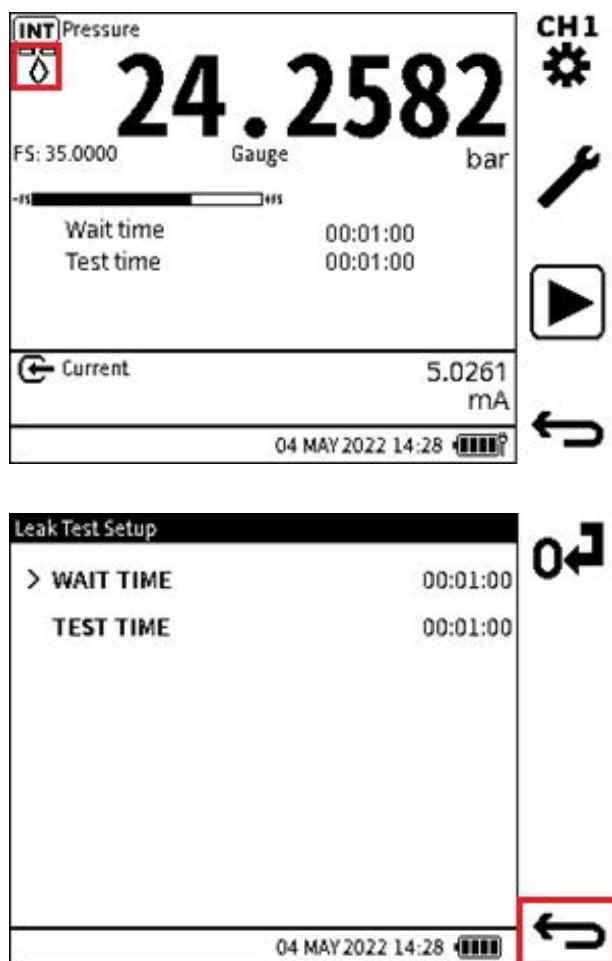 INT Pressure
CH1
24.2582
FS: 35.0000 Gauge bar
-FS +FS
Wait time 00:01:00
Test time 00:01:00
Current 5.0261
mA
04 MAY 2022 14:28
Leak Test Setup
0
> WAIT TIME 00:01:00
TEST TIME 00:01:00
04 MAY 2022 14:28